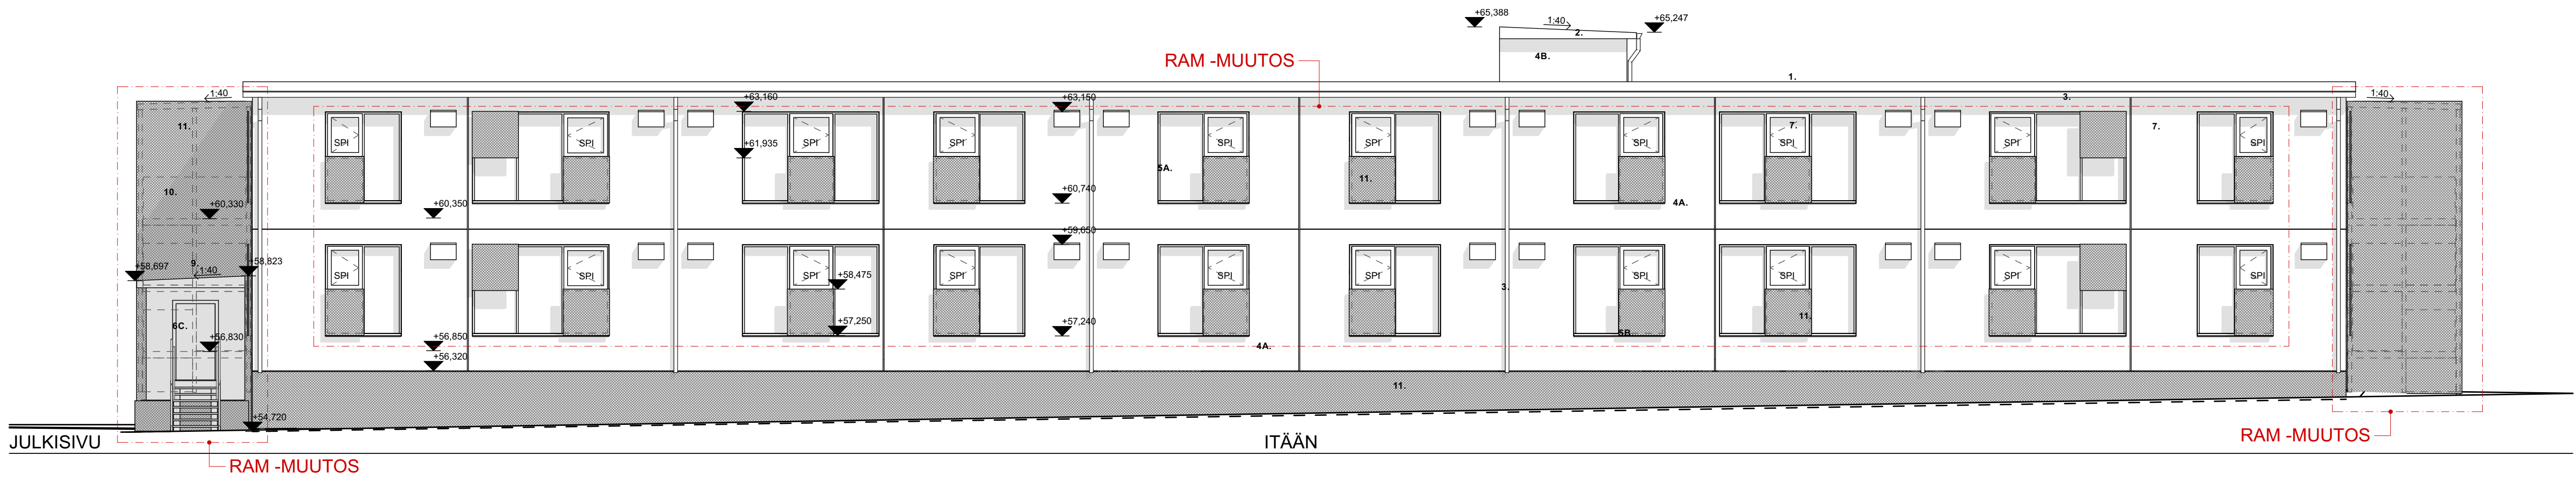 +65,388
1:40
+65,247
2.
RAM -MUUTOS
4B.
1.
1:40
+63,160
+63,150
3.
1:40
11.
7.
7.
SPI SPI SPI SPI SPI SPI SPI SPI SPI SPI
+61,935
5A.
11.
10.
+60,330
+60,350
+60,740
4A.
+59,650
+58,697
9.
1:40
+58,823
SPI SPI SPI SPI SPI SPI SPI SPI SPI SPI
+58,475
3.
6C.
+57,250
+57,240
11.
5B.
+56,830
+56,850
4A.
+56,320
11.
+54,720
JULKISIVU
ITÄÄN
RAM -MUUTOS
RAM -MUUTOS